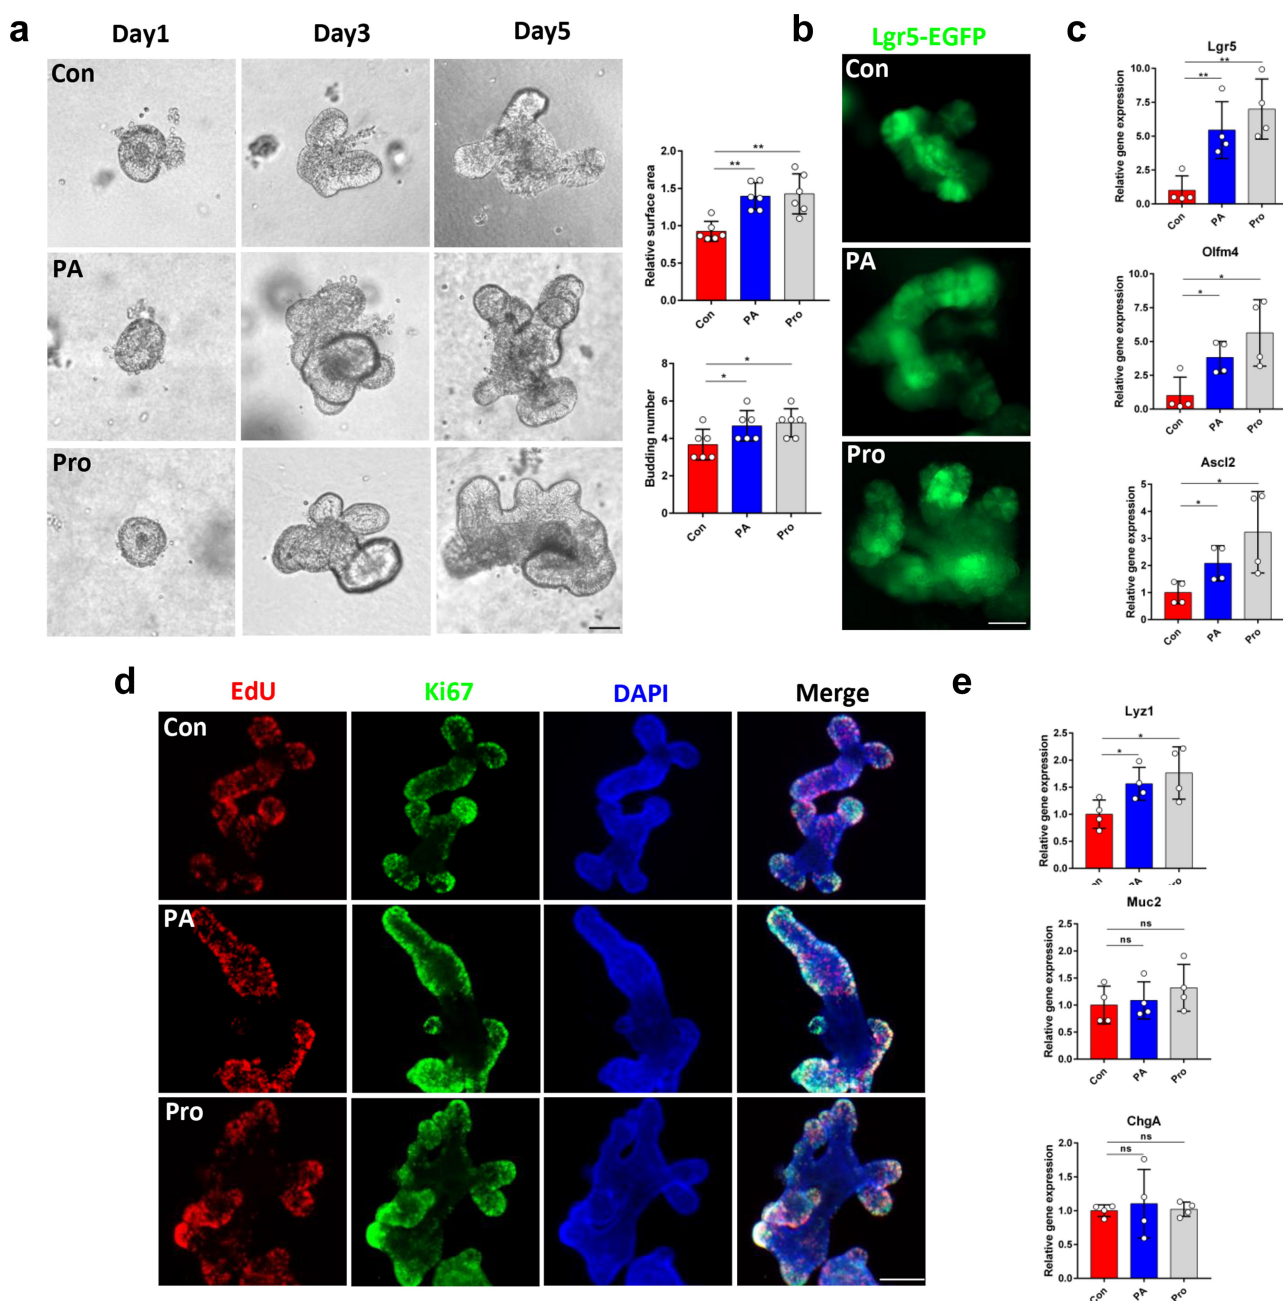 a
Day1
Day3
Day5
Con
PA
Pro
Relative surface area
2.0
1.5
1.0
0.5
0.0
**
**
Con
PA
Pro
Budding number
8
6
4
2
0
*
*
Con
PA
Pro
b
Lgr5-EGFP
Con
PA
Pro
c
Lgr5
Relative gene expression
10.0
7.5
5.0
2.5
0.0
**
**
Con
PA
Pro
Olfm4
Relative gene expression
10.0
7.5
5.0
2.5
0.0
*
*
Con
PA
Pro
Ascl2
Relative gene expression
5
4
3
2
1
0
*
*
Con
PA
Pro
d
EdU
Ki67
DAPI
Merge
Con
PA
Pro
e
Lyz1
Relative gene expression
2.5
2.0
1.5
1.0
0.5
0.0
*
*
Muc2
Relative gene expression
2.5
2.0
1.5
1.0
0.5
0.0
ns
ns
Con
PA
Pro
ChgA
Relative gene expression
2.0
1.5
1.0
0.5
0.0
ns
ns
Con
PA
Pro